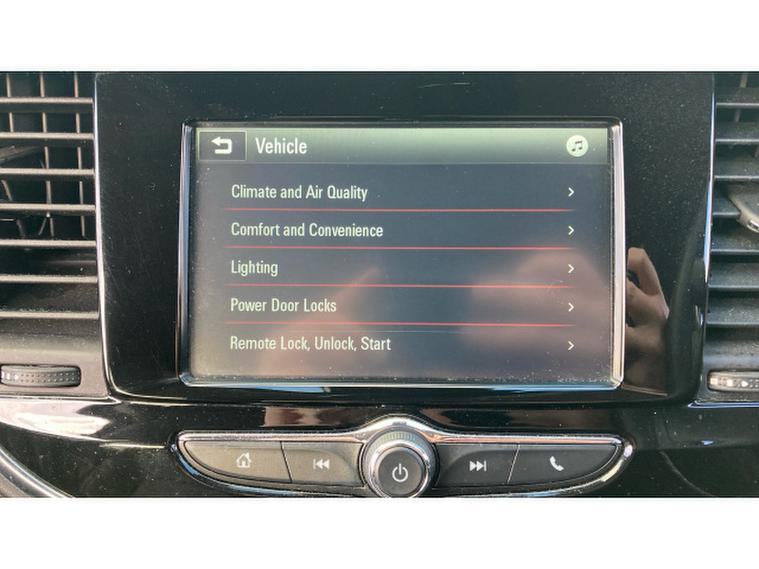 Vehicle
Climate and Air Quality
Comfort and Convenience
Lighting
Power Door Locks
Remote Lock, Unlock, Start